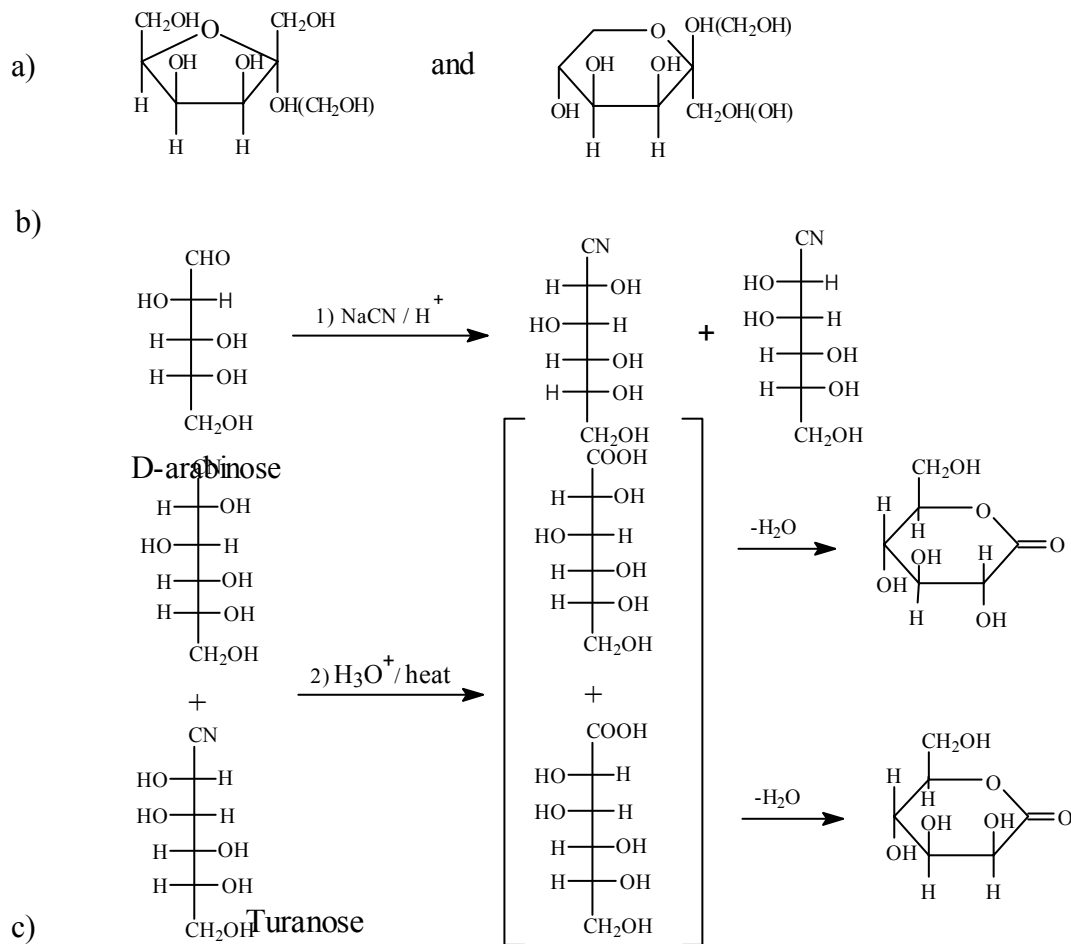 a)
CH₂OH O CH₂OH
OH OH
H OH(CH₂OH)
H H
and
O OH(CH₂OH)
OH OH
OH CH₂OH(OH)
H H
b)
CHO
HO H
H OH
H OH
CH₂OH
D-arabinose
1) NaCN / H⁺
CN
H OH
HO H
H OH
H OH
CH₂OH
+
CN
HO H
HO H
H OH
H OH
CH₂OH
CN
H OH
HO H
H OH
H OH
CH₂OH
+
CN
HO H
HO H
H OH
H OH
CH₂OH
2) H₃O⁺ / heat
COOH
H OH
HO H
H OH
H OH
CH₂OH
+
COOH
HO H
HO H
H OH
H OH
CH₂OH
-H₂O
CH₂OH
H O
H H O
OH OH
H OH
-H₂O
CH₂OH
H O
H OH O
OH OH
H H
c)
Turanose